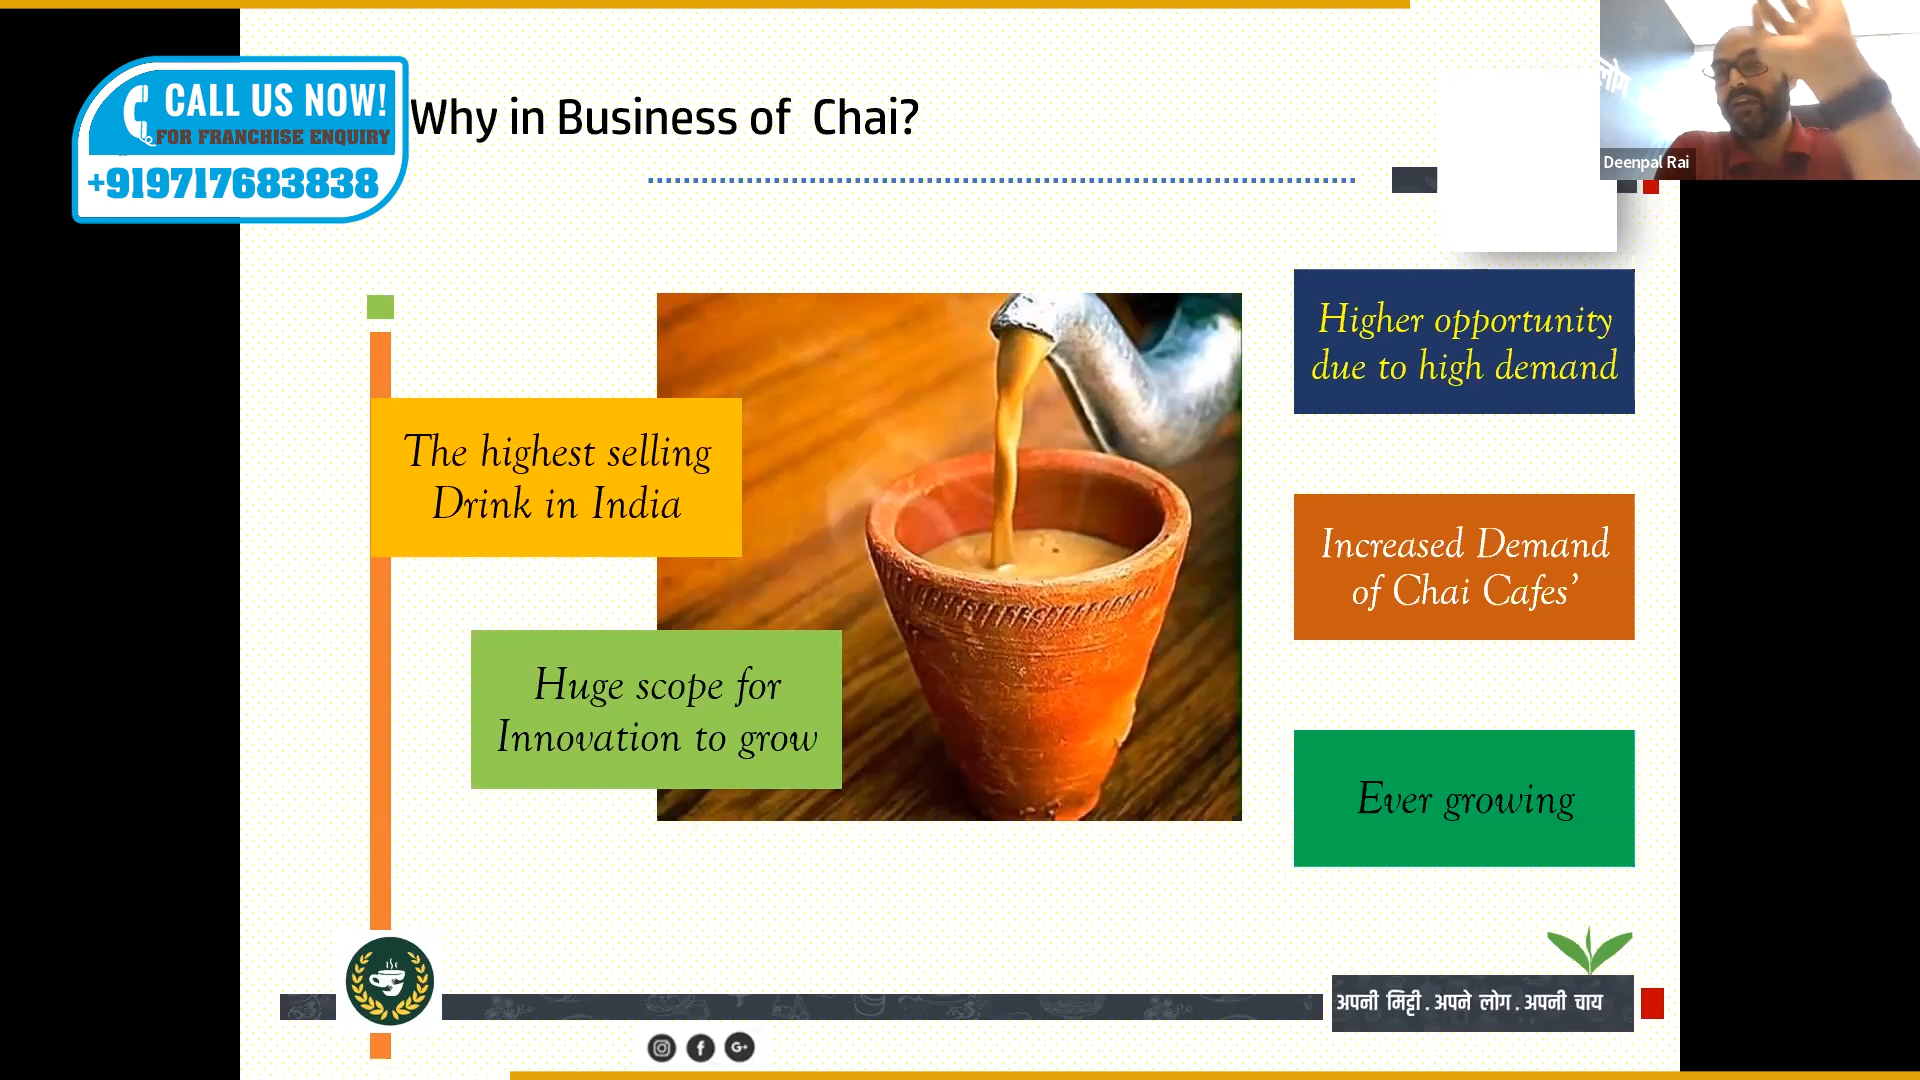 CALL US NOW!
FOR FRANCHISE ENQUIRY
+919717683838
Why in Business of Chai?
लोग
Deenpal Rai
The highest selling
Drink in India
Huge scope for
Innovation to grow
Higher opportunity
due to high demand
Increased Demand
of Chai Cafes’
Ever growing
अपनी मिट्टी . अपने लोग . अपनी चाय
G+